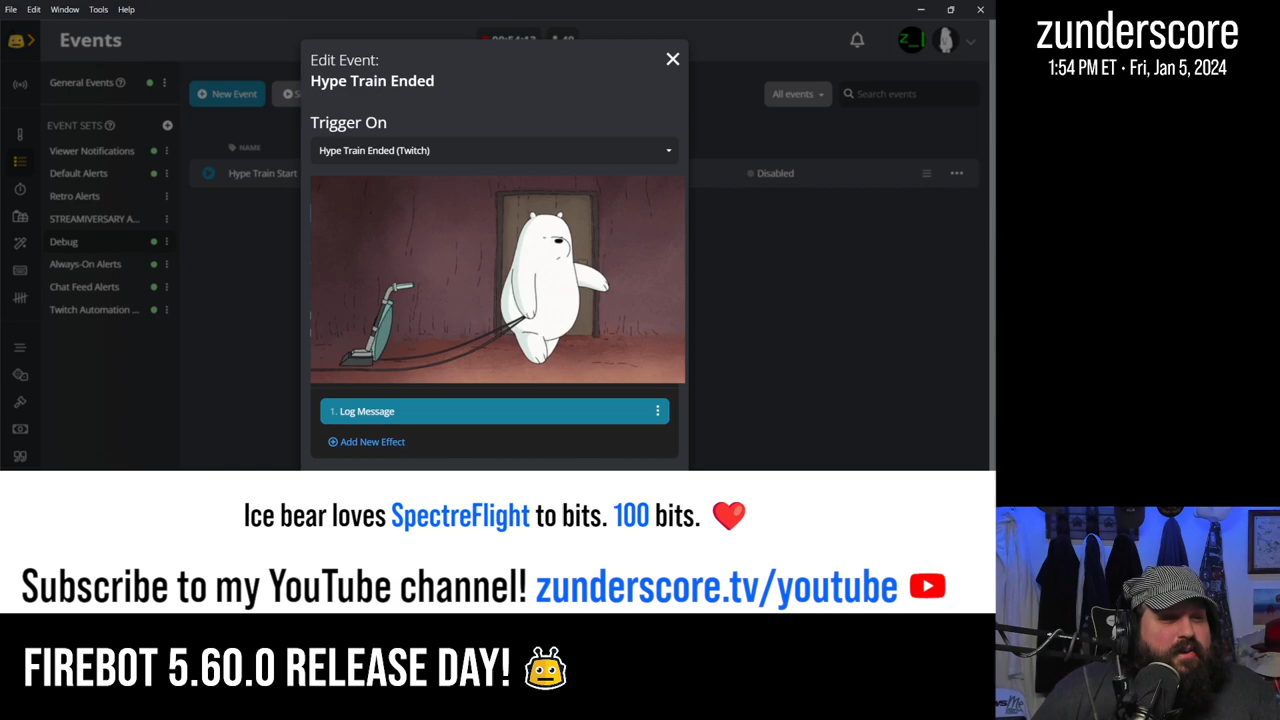 File Edit Window Tools Help
Events
General Events
EVENT SETS
Viewer Notifications
Default Alerts
Retro Alerts
STREAMIVERSARY A...
Debug
Always-On Alerts
Chat Feed Alerts
Twitch Automation ...
New Event
All events
Search events
NAME
Hype Train Start
Disabled
Edit Event:
Hype Train Ended
Trigger On
Hype Train Ended (Twitch)
1. Log Message
Add New Effect
zunderscore
1:54 PM ET • Fri, Jan 5, 2024
Ice bear loves SpectreFlight to bits. 100 bits.
Subscribe to my YouTube channel! zunderscore.tv/youtube
FIREBOT 5.60.0 RELEASE DAY!